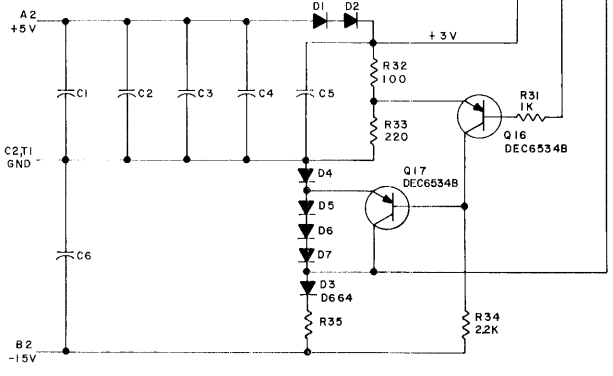 D1 D2
A2
+5V
+3V
R32
100
R31
1K
C1 C2 C3 C4 C5
R33
220
Q16
DEC6534B
C2,T1
GND
D4
Q17
DEC6534B
D5
D6
C6
D7
D3
D664
R35
R34
2.2K
B2
-15V